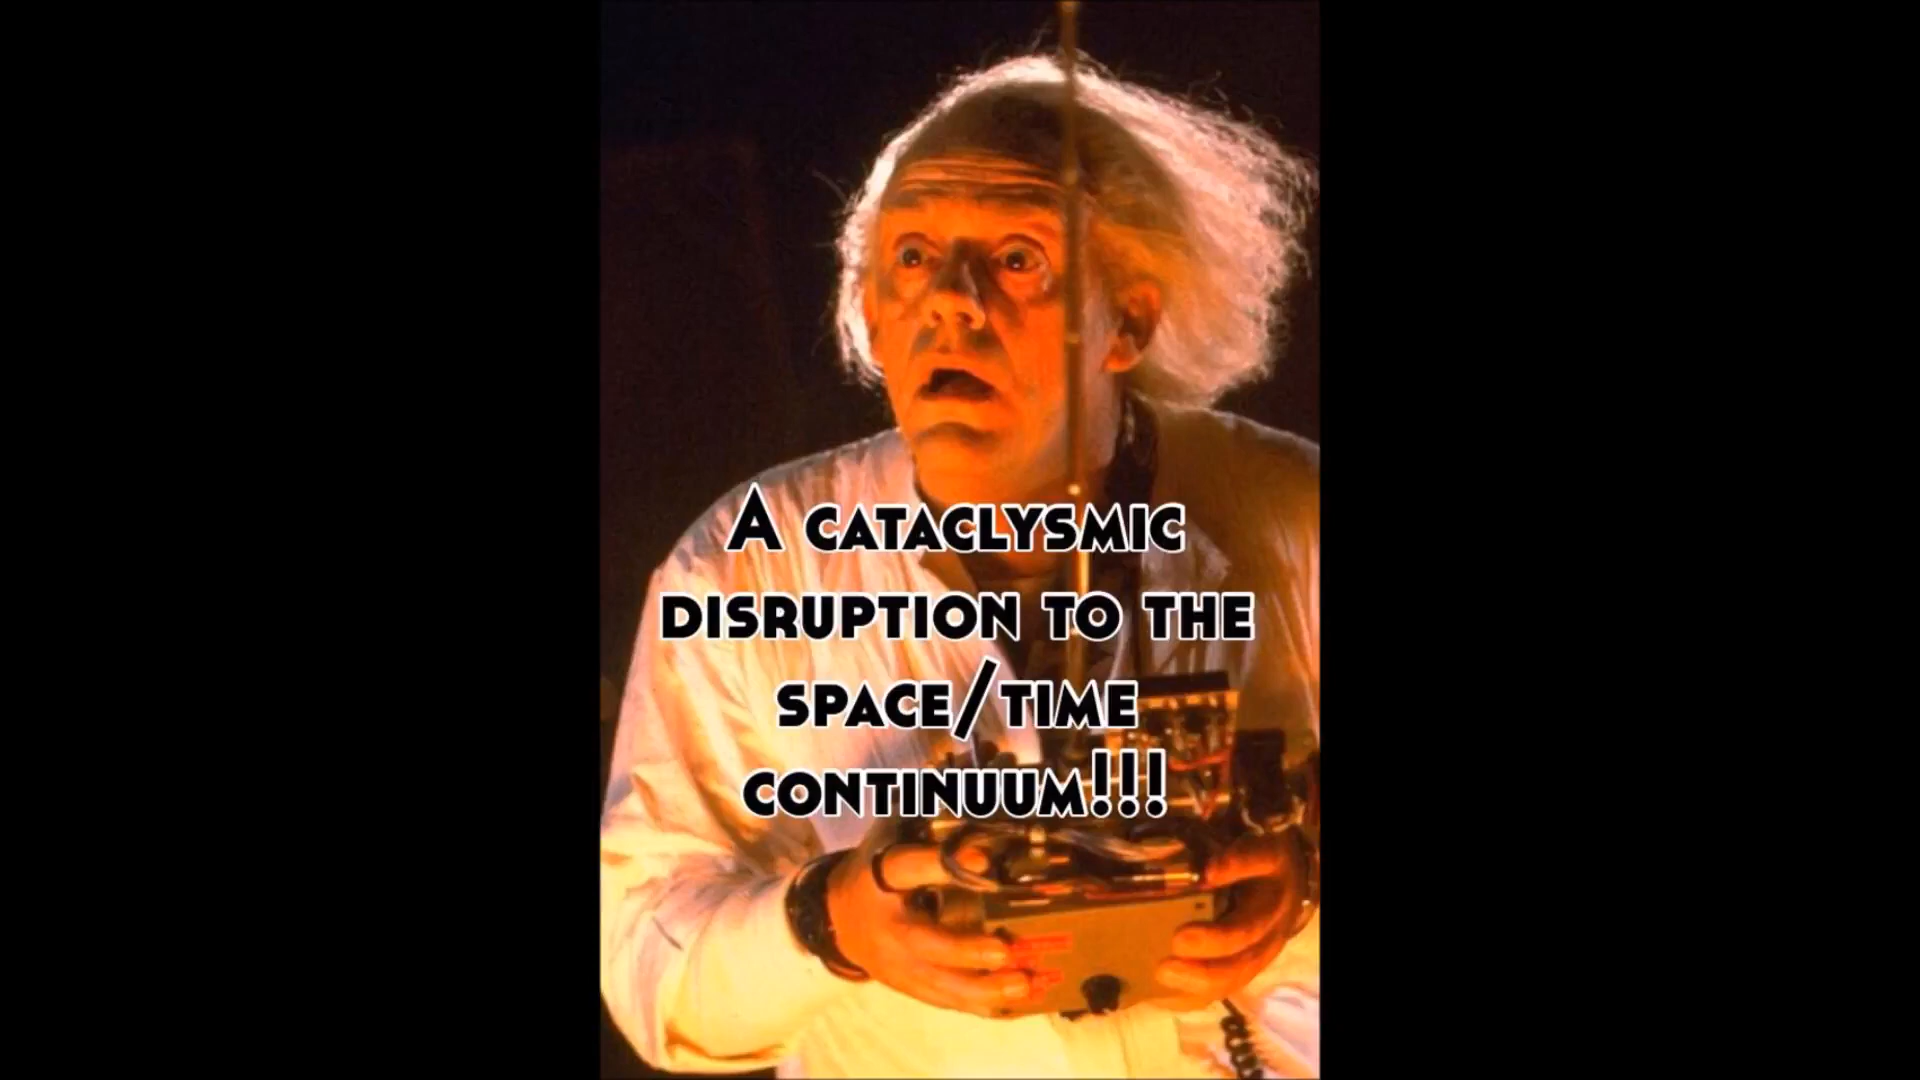 A cataclysmic
disruption to the
space/time
continuum!!!